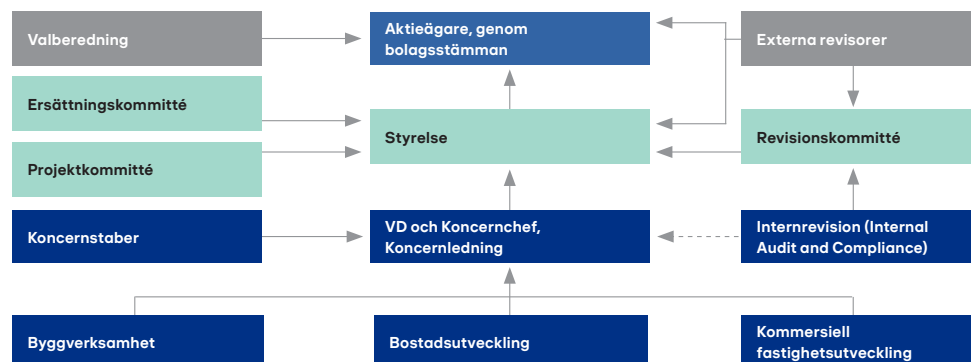 Valberedning
Aktieägare, genom
bolagsstämman
Externa revisorer
Ersättningskommitté
Styrelse
Revisionskommitté
Projektkommitté
Koncernstaber
VD och Koncernchef,
Koncernledning
Internrevision (Internal
Audit and Compliance)
Byggverksamhet
Bostadsutveckling
Kommersiell
fastighetsutveckling